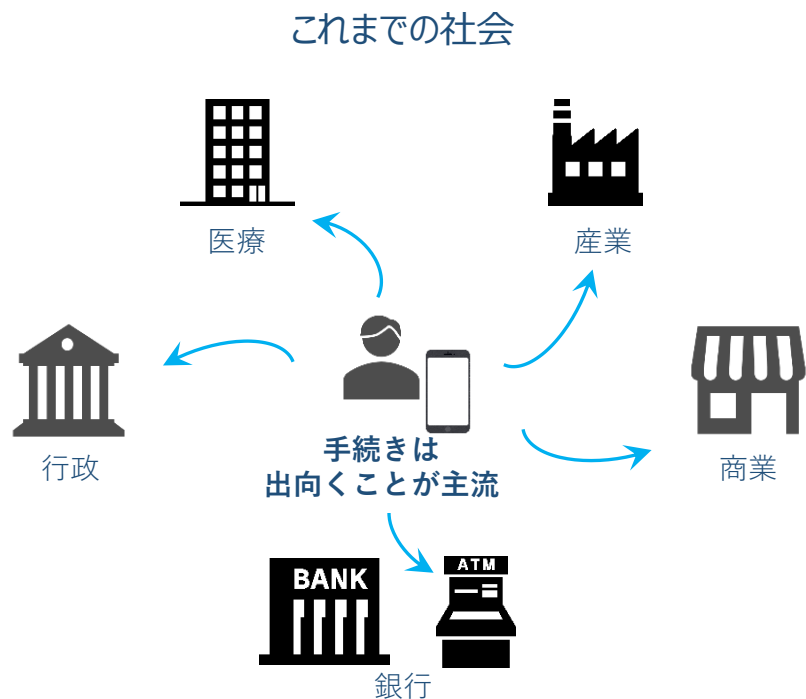 これまでの社会
医療
産業
行政
手続きは
出向くことが主流
商業
BANK
ATM
銀行